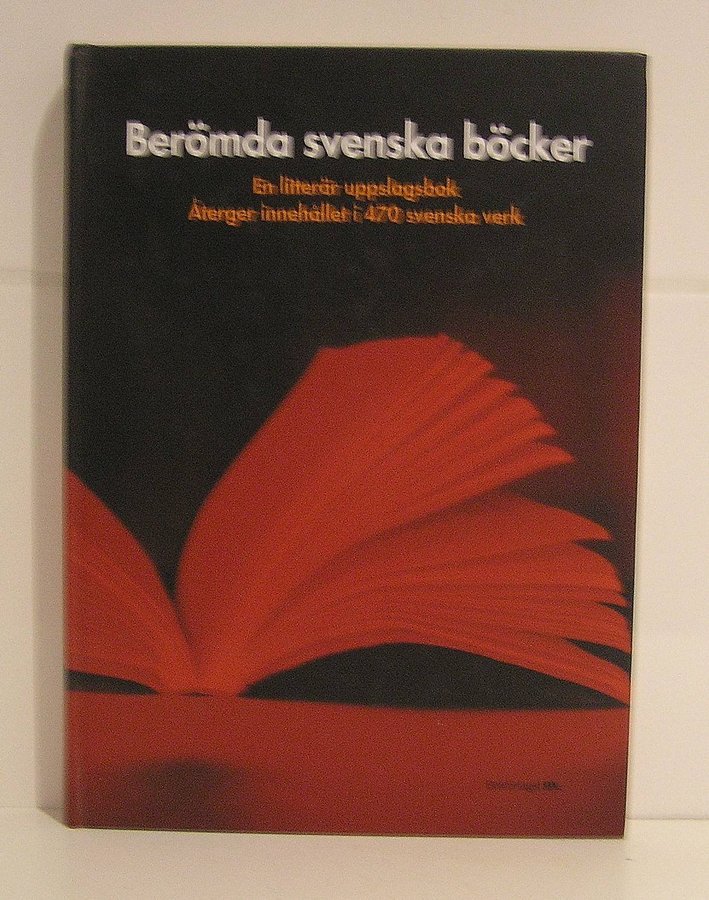 Berömda svenska böcker
En litterär uppslagsbok
Återger innehållet i 470 svenska verk